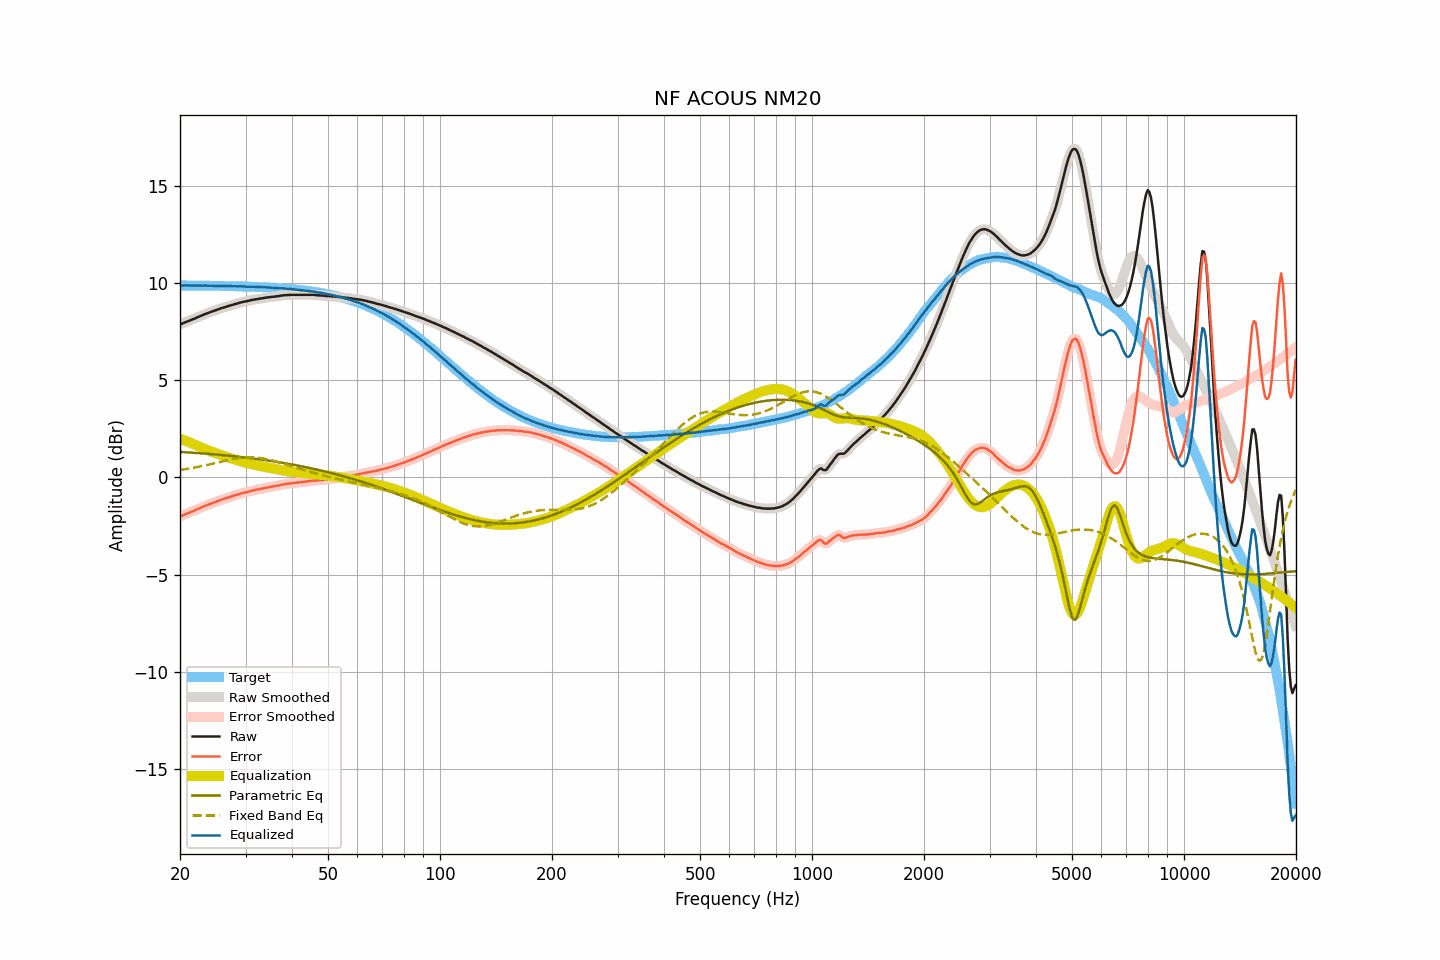 NF ACOUS NM20
Amplitude (dBr)
15
10
5
0
−5
−10
−15
Target
Raw Smoothed
Error Smoothed
Raw
Error
Equalization
Parametric Eq
Fixed Band Eq
Equalized
20 50 100 200 500 1000 2000 5000 10000 20000
Frequency (Hz)